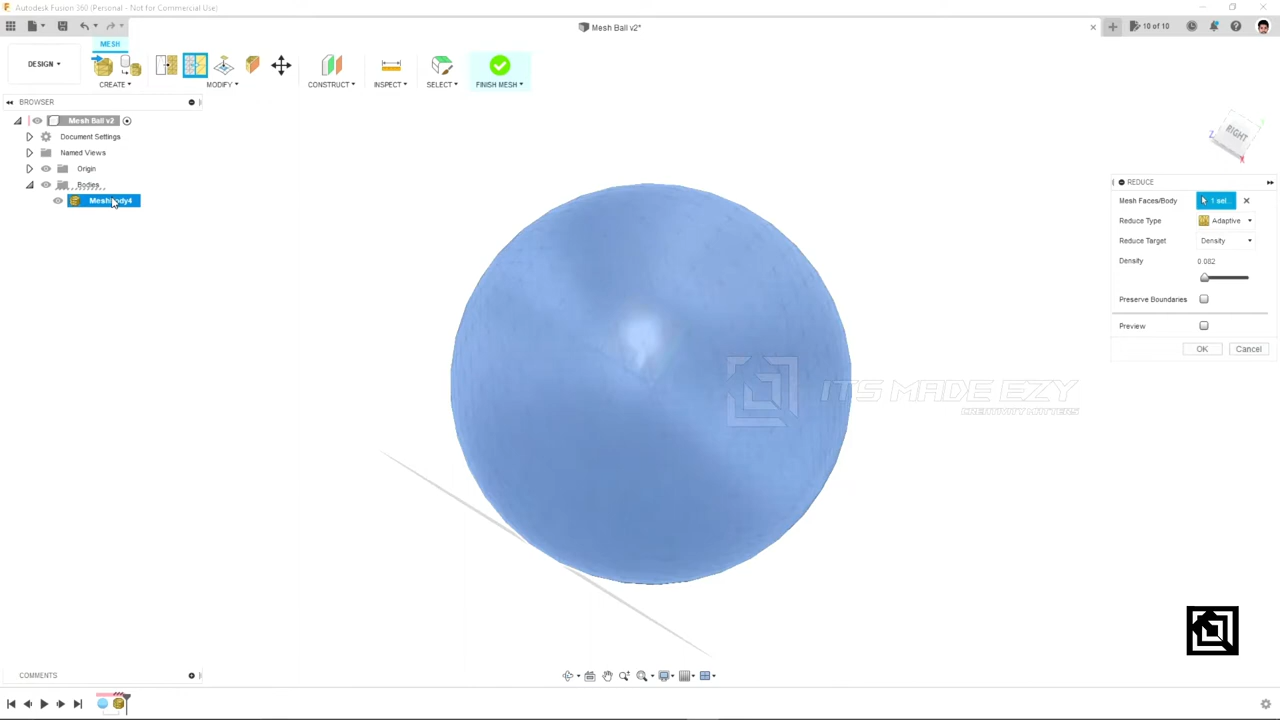 Autodesk Fusion 360 (Personal - Not for Commercial Use)
Mesh Ball v2*
10 of 10
MESH
DESIGN
CREATE
MODIFY
CONSTRUCT
INSPECT
SELECT
FINISH MESH
BROWSER
Mesh Ball v2
Document Settings
Named Views
Origin
Bodies
MeshBody4
RIGHT
REDUCE
Mesh Faces/Body
1 sel...
Reduce Type
Adaptive
Reduce Target
Density
Density
0.082
Preserve Boundaries
Preview
OK
Cancel
ITS MADE EZY
COMMENTS